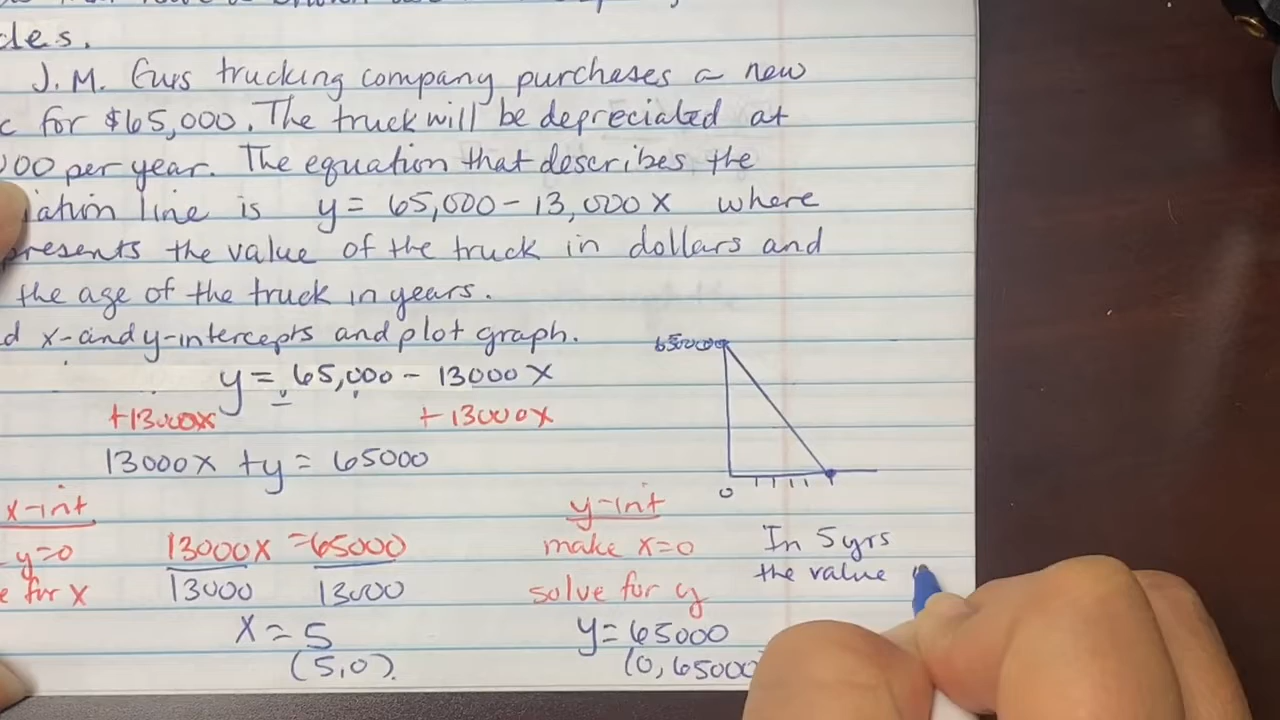 des.
J. M. Gurs trucking company purchases a new
c for $65,000. The truck will be depreciated at
000 per year. The equation that describes the
iation line is y = 65,000 - 13,000 X where
presents the value of the truck in dollars and
the age of the truck in years.
d x-and y-intercepts and plot graph.
y = 65,000 - 13000 X
+13000x +13000x
13000X + y = 65000
65000
0
x-int
y=0
e for x
13000x = 65000
13000 13000
X = 5
(5,0).
y-int
make x=0
solve for y
y = 65000
(0, 65000
In 5 yrs
the value